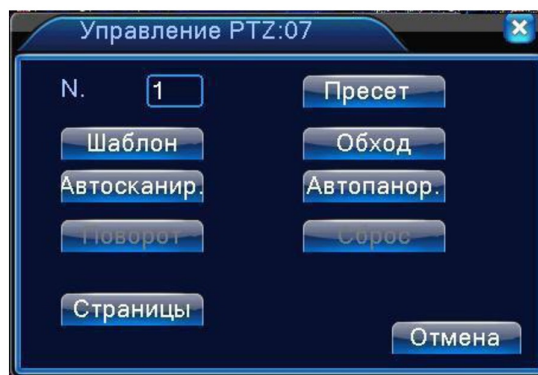 Управление PTZ:07
N. 1 Пресет
Шаблон Обход
Автосканир. Автопанор.
Поворот Сброс
Страницы
Отмена